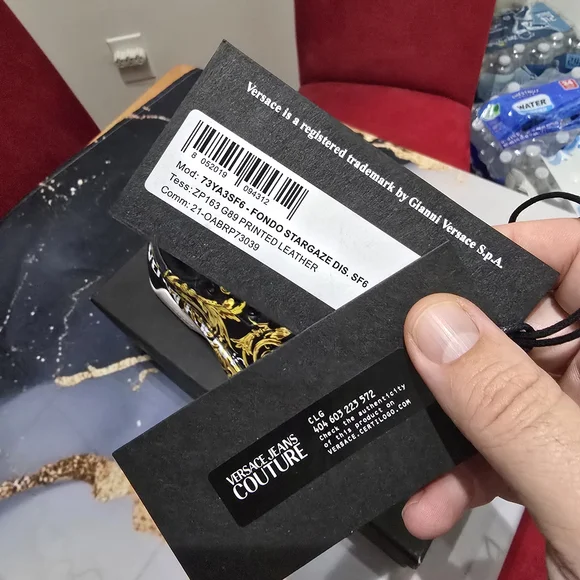 Versace is a registered trademark by Gianni Versace S.p.A.
8 052019 094312
Mod: 73YA3SF6 - FONDO STARGAZE DIS. SF6
Tess: ZP163 G89 PRINTED LEATHER
Comm: 21-OABRP73039
VERSACE JEANS
COUTURE
CLG
404 603 223 572
Check the authenticity
of this product on
VERSACE.CERTILOGO.COM
WATER